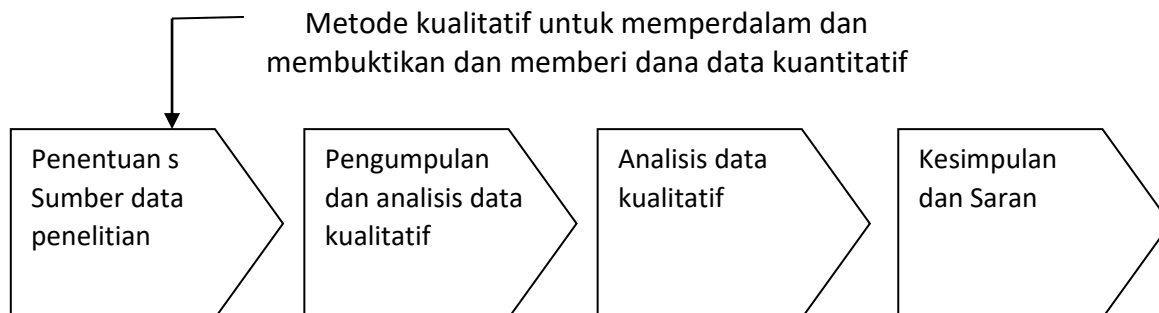 Metode kualitatif untuk memperdalam dan
membuktikan dan memberi dana data kuantitatif
Penentuan s
Sumber data
penelitian
Pengumpulan
dan analisis data
kualitatif
Analisis data
kualitatif
Kesimpulan
dan Saran